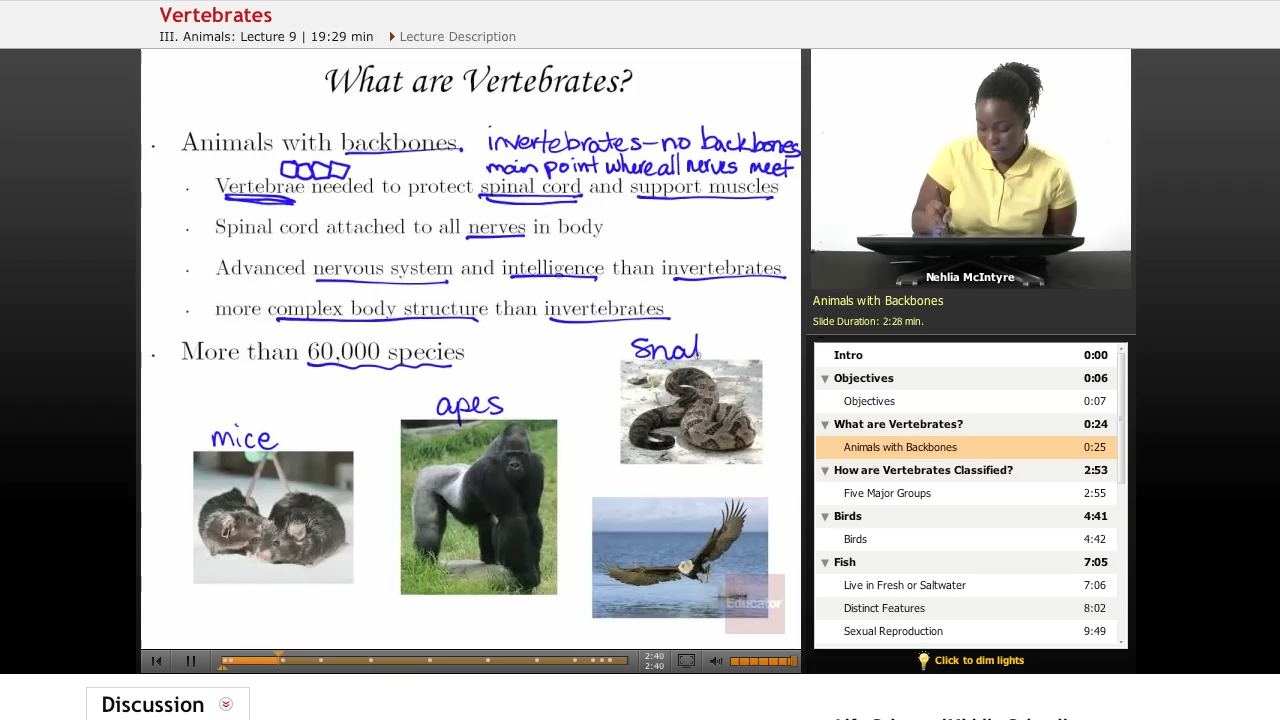 Vertebrates
III. Animals: Lecture 9 | 19:29 min
Lecture Description
What are Vertebrates?
Animals with backbones. invertebrates-no backbones
main point where all nerves meet
Vertebrae needed to protect spinal cord and support muscles
Spinal cord attached to all nerves in body
Advanced nervous system and intelligence than invertebrates
more complex body structure than invertebrates
More than 60,000 species
Snal
apes
mice
Educator
2:40
2:40
Nehlia McIntyre
Animals with Backbones
Slide Duration: 2:28 min.
Intro 0:00
Objectives 0:06
Objectives 0:07
What are Vertebrates? 0:24
Animals with Backbones 0:25
How are Vertebrates Classified? 2:53
Five Major Groups 2:55
Birds 4:41
Birds 4:42
Fish 7:05
Live in Fresh or Saltwater 7:06
Distinct Features 8:02
Sexual Reproduction 9:49
Click to dim lights
Discussion